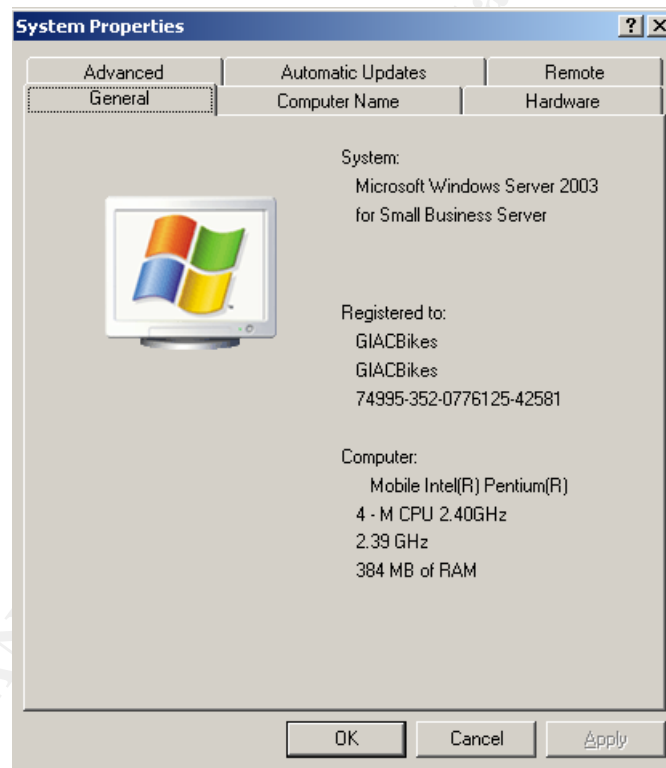 System Properties
Advanced
Automatic Updates
Remote
General
Computer Name
Hardware
System:
Microsoft Windows Server 2003
for Small Business Server
Registered to:
GIACBikes
GIACBikes
74995-352-0776125-42581
Computer:
Mobile Intel(R) Pentium(R)
4 - M CPU 2.40GHz
2.39 GHz
384 MB of RAM
OK
Cancel
Apply